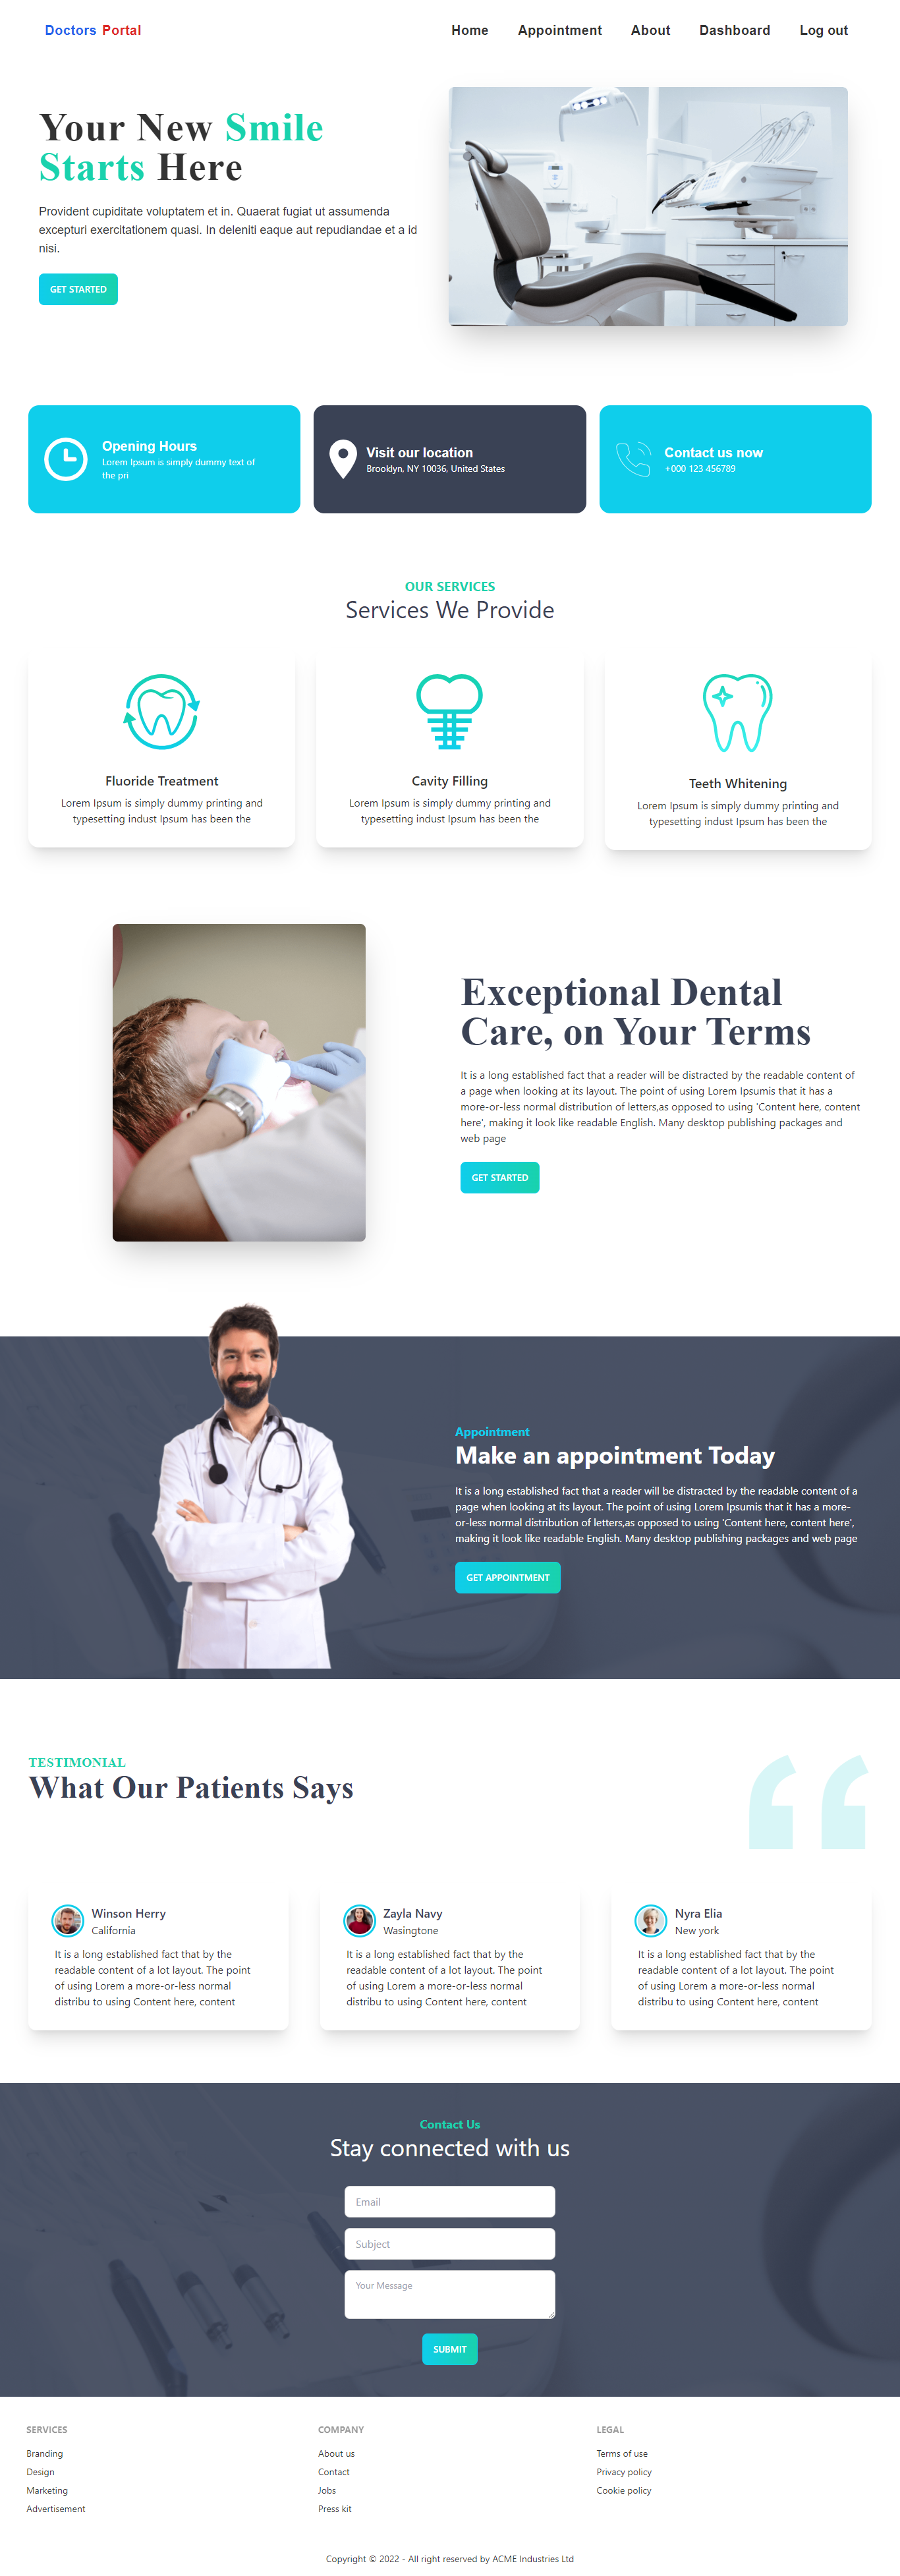 Doctors Portal
Home Appointment About Dashboard Log out
Your New Smile
Starts Here
Provident cupiditate voluptatem et in. Quaerat fugiat ut assumenda
excepturi exercitationem quasi. In deleniti eaque aut repudiandae et a id
nisi.
GET STARTED
Opening Hours
Lorem Ipsum is simply dummy text of
the pri
Visit our location
Brooklyn, NY 10036, United States
Contact us now
+000 123 456789
OUR SERVICES
Services We Provide
Fluoride Treatment
Lorem Ipsum is simply dummy printing and
typesetting indust Ipsum has been the
Cavity Filling
Lorem Ipsum is simply dummy printing and
typesetting indust Ipsum has been the
Teeth Whitening
Lorem Ipsum is simply dummy printing and
typesetting indust Ipsum has been the
Exceptional Dental
Care, on Your Terms
It is a long established fact that a reader will be distracted by the readable content of
a page when looking at its layout. The point of using Lorem Ipsumis that it has a
more-or-less normal distribution of letters,as opposed to using 'Content here, content
here', making it look like readable English. Many desktop publishing packages and
web page
GET STARTED
Appointment
Make an appointment Today
It is a long established fact that a reader will be distracted by the readable content of a
page when looking at its layout. The point of using Lorem Ipsumis that it has a more-
or-less normal distribution of letters,as opposed to using 'Content here, content here',
making it look like readable English. Many desktop publishing packages and web page
GET APPOINTMENT
TESTIMONIAL
What Our Patients Says
Winson Herry
California
It is a long established fact that by the
readable content of a lot layout. The point
of using Lorem a more-or-less normal
distribu to using Content here, content
Zayla Navy
Wasingtone
It is a long established fact that by the
readable content of a lot layout. The point
of using Lorem a more-or-less normal
distribu to using Content here, content
Nyra Elia
New york
It is a long established fact that by the
readable content of a lot layout. The point
of using Lorem a more-or-less normal
distribu to using Content here, content
Contact Us
Stay connected with us
Email
Subject
Your Message
SUBMIT
SERVICES
Branding
Design
Marketing
Advertisement
COMPANY
About us
Contact
Jobs
Press kit
LEGAL
Terms of use
Privacy policy
Cookie policy
Copyright © 2022 - All right reserved by ACME Industries Ltd